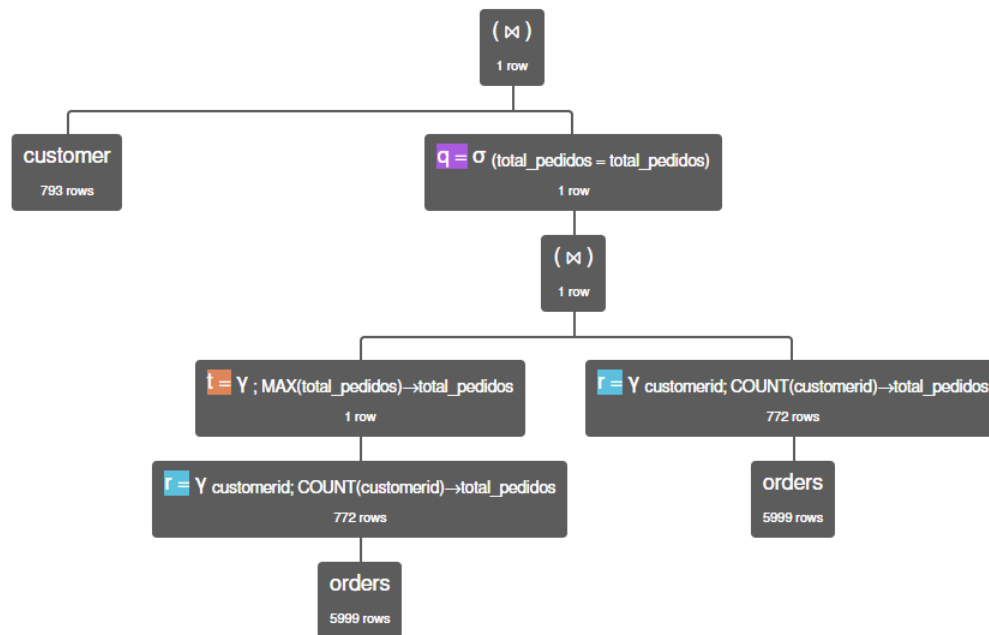 ( ⋈ )
1 row
customer
793 rows
q = σ (total_pedidos = total_pedidos)
1 row
( ⋈ )
1 row
t = γ ; MAX(total_pedidos)→total_pedidos
1 row
r = γ customerid; COUNT(customerid)→total_pedidos
772 rows
r = γ customerid; COUNT(customerid)→total_pedidos
772 rows
orders
5999 rows
orders
5999 rows